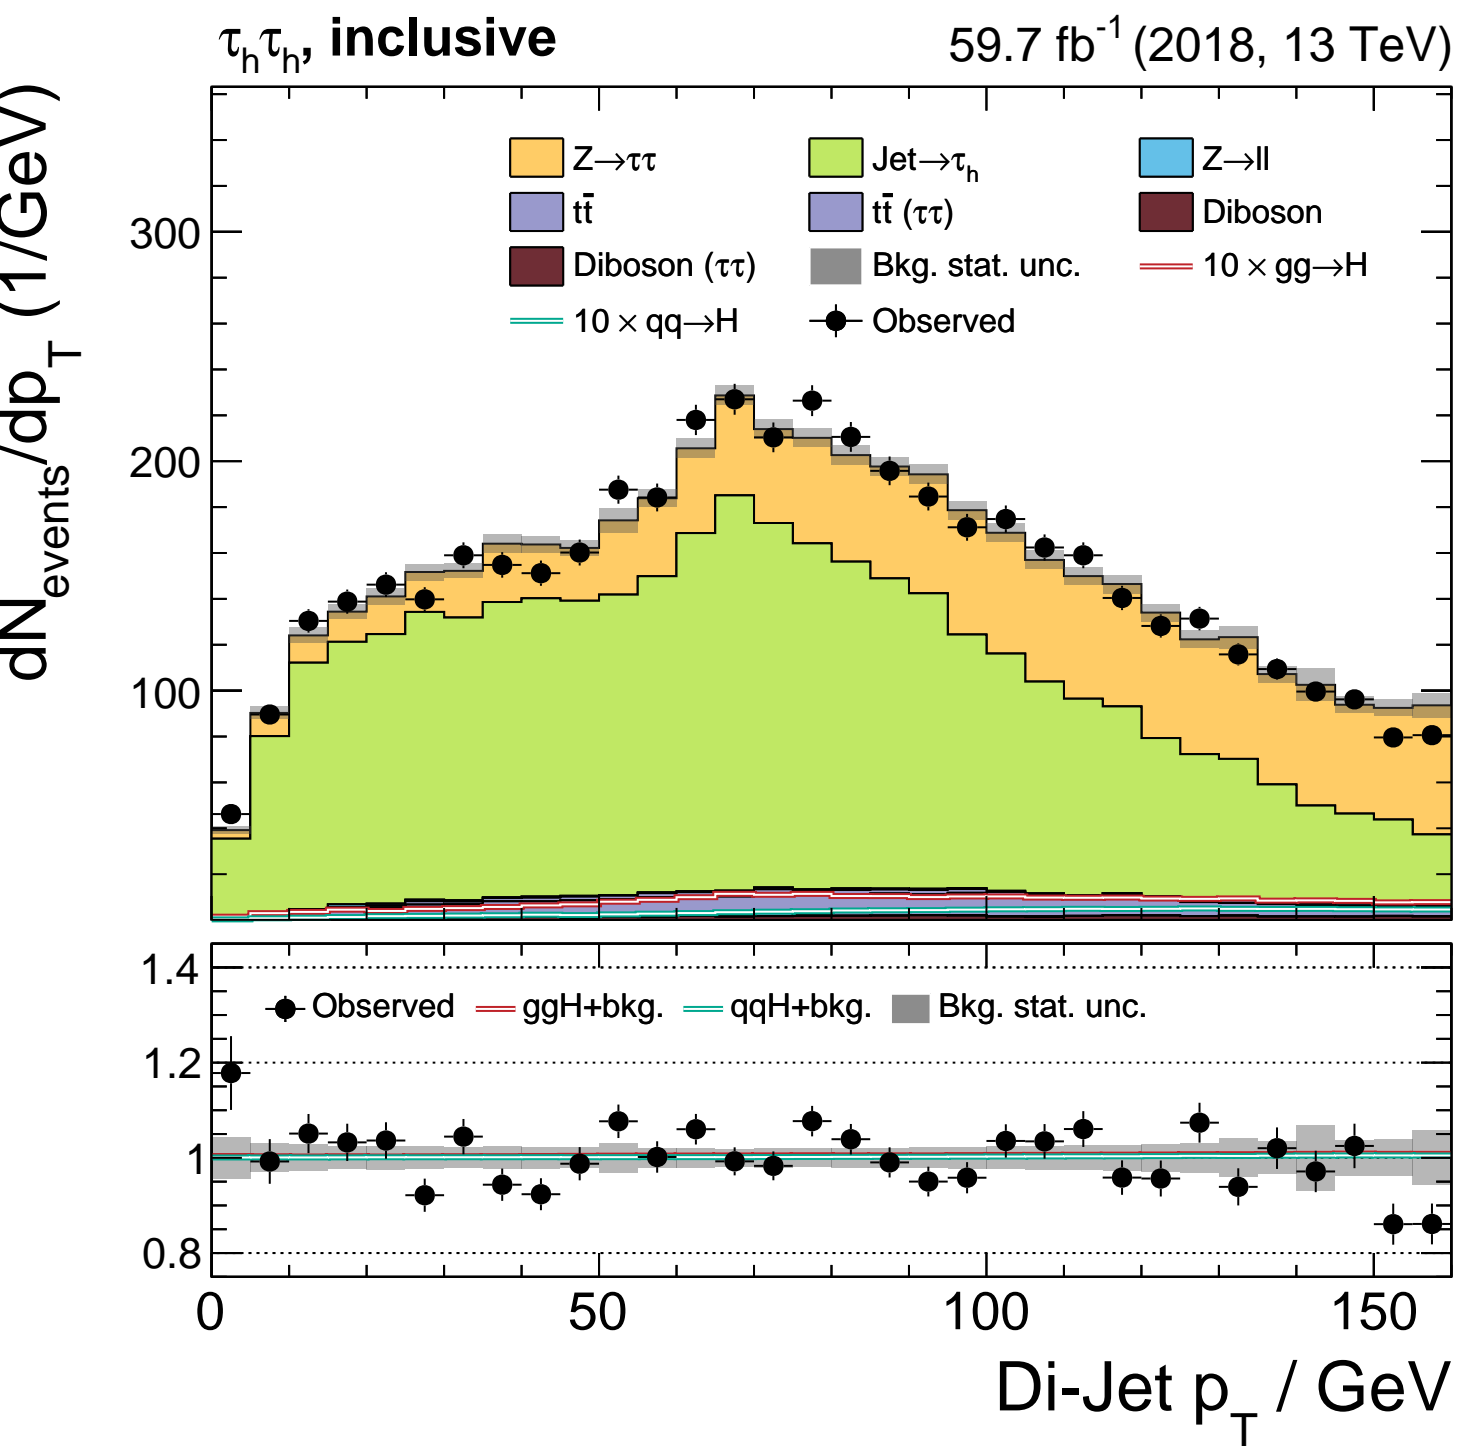 τhτh, inclusive 59.7 fb-1 (2018, 13 TeV)
dNevents/dpT (1/GeV)
Z→ττ Jet→τh Z→ll
tt̄ tt̄ (ττ) Diboson
Diboson (ττ) Bkg. stat. unc. 10 × gg→H
10 × qq→H Observed
300
200
100
1.4
Observed ggH+bkg. qqH+bkg. Bkg. stat. unc.
1.2
1
0.8
0 50 100 150
Di-Jet pT / GeV